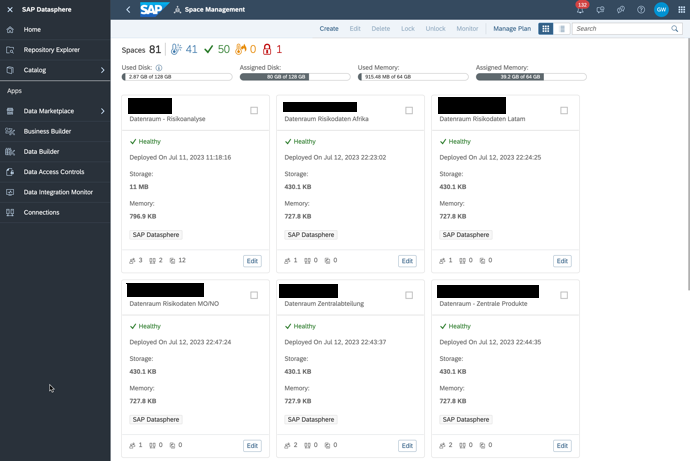 SAP Datasphere
SAP Space Management
132
GW
Home
Repository Explorer
Catalog
Apps
Data Marketplace
Business Builder
Data Builder
Data Access Controls
Data Integration Monitor
Connections
Create Edit Delete Lock Unlock Monitor Manage Plan Search
Spaces 81 41 50 0 1
Used Disk: Assigned Disk: Used Memory: Assigned Memory:
2.87 GB of 128 GB 80 GB of 128 GB 915.48 MB of 64 GB 39.2 GB of 64 GB
Datenraum - Risikoanalyse
Healthy
Deployed On Jul 11, 2023 11:18:16
Storage:
11 MB
Memory:
796.9 KB
SAP Datasphere
3 2 12 Edit
Datenraum Risikodaten Afrika
Healthy
Deployed On Jul 12, 2023 22:23:02
Storage:
430.1 KB
Memory:
727.8 KB
SAP Datasphere
1 0 0 Edit
Datenraum Risikodaten Latam
Healthy
Deployed On Jul 12, 2023 22:24:25
Storage:
430.1 KB
Memory:
727.8 KB
SAP Datasphere
1 0 0 Edit
Datenraum Risikodaten MO/NO
Healthy
Deployed On Jul 12, 2023 22:47:24
Storage:
430.1 KB
Memory:
727.8 KB
SAP Datasphere
1 0 0 Edit
Datenraum Zentralabteilung
Healthy
Deployed On Jul 12, 2023 22:43:37
Storage:
430.1 KB
Memory:
727.9 KB
SAP Datasphere
2 0 0 Edit
Datenraum - Zentrale Produkte
Healthy
Deployed On Jul 12, 2023 22:44:35
Storage:
430.1 KB
Memory:
727.8 KB
SAP Datasphere
2 0 0 Edit